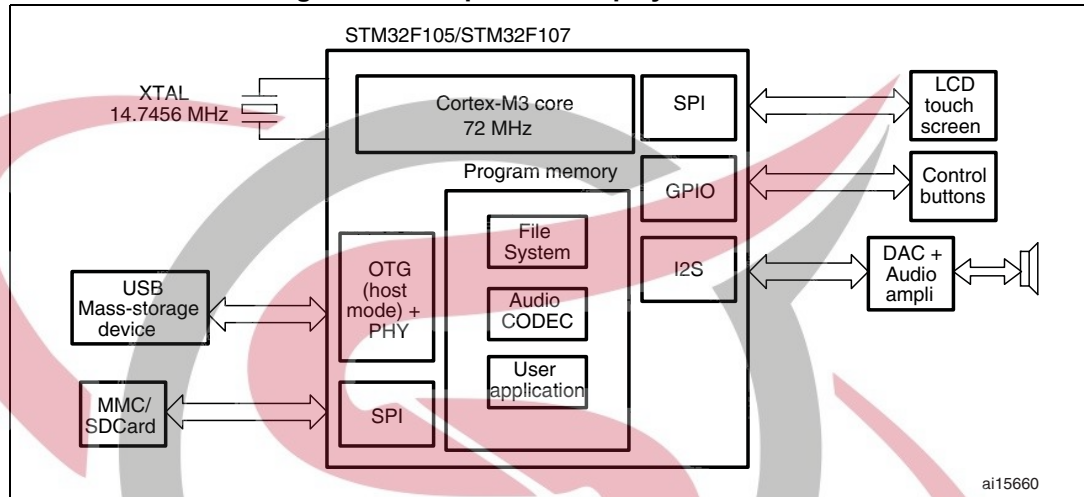 STM32F105/STM32F107
XTAL
14.7456 MHz
Cortex-M3 core
72 MHz
SPI
LCD
touch
screen
Program memory
GPIO
Control
buttons
File
System
OTG
(host
mode) +
PHY
I2S
DAC +
Audio
ampli
USB
Mass-storage
device
Audio
CODEC
User
application
MMC/
SDCard
SPI
ai15660